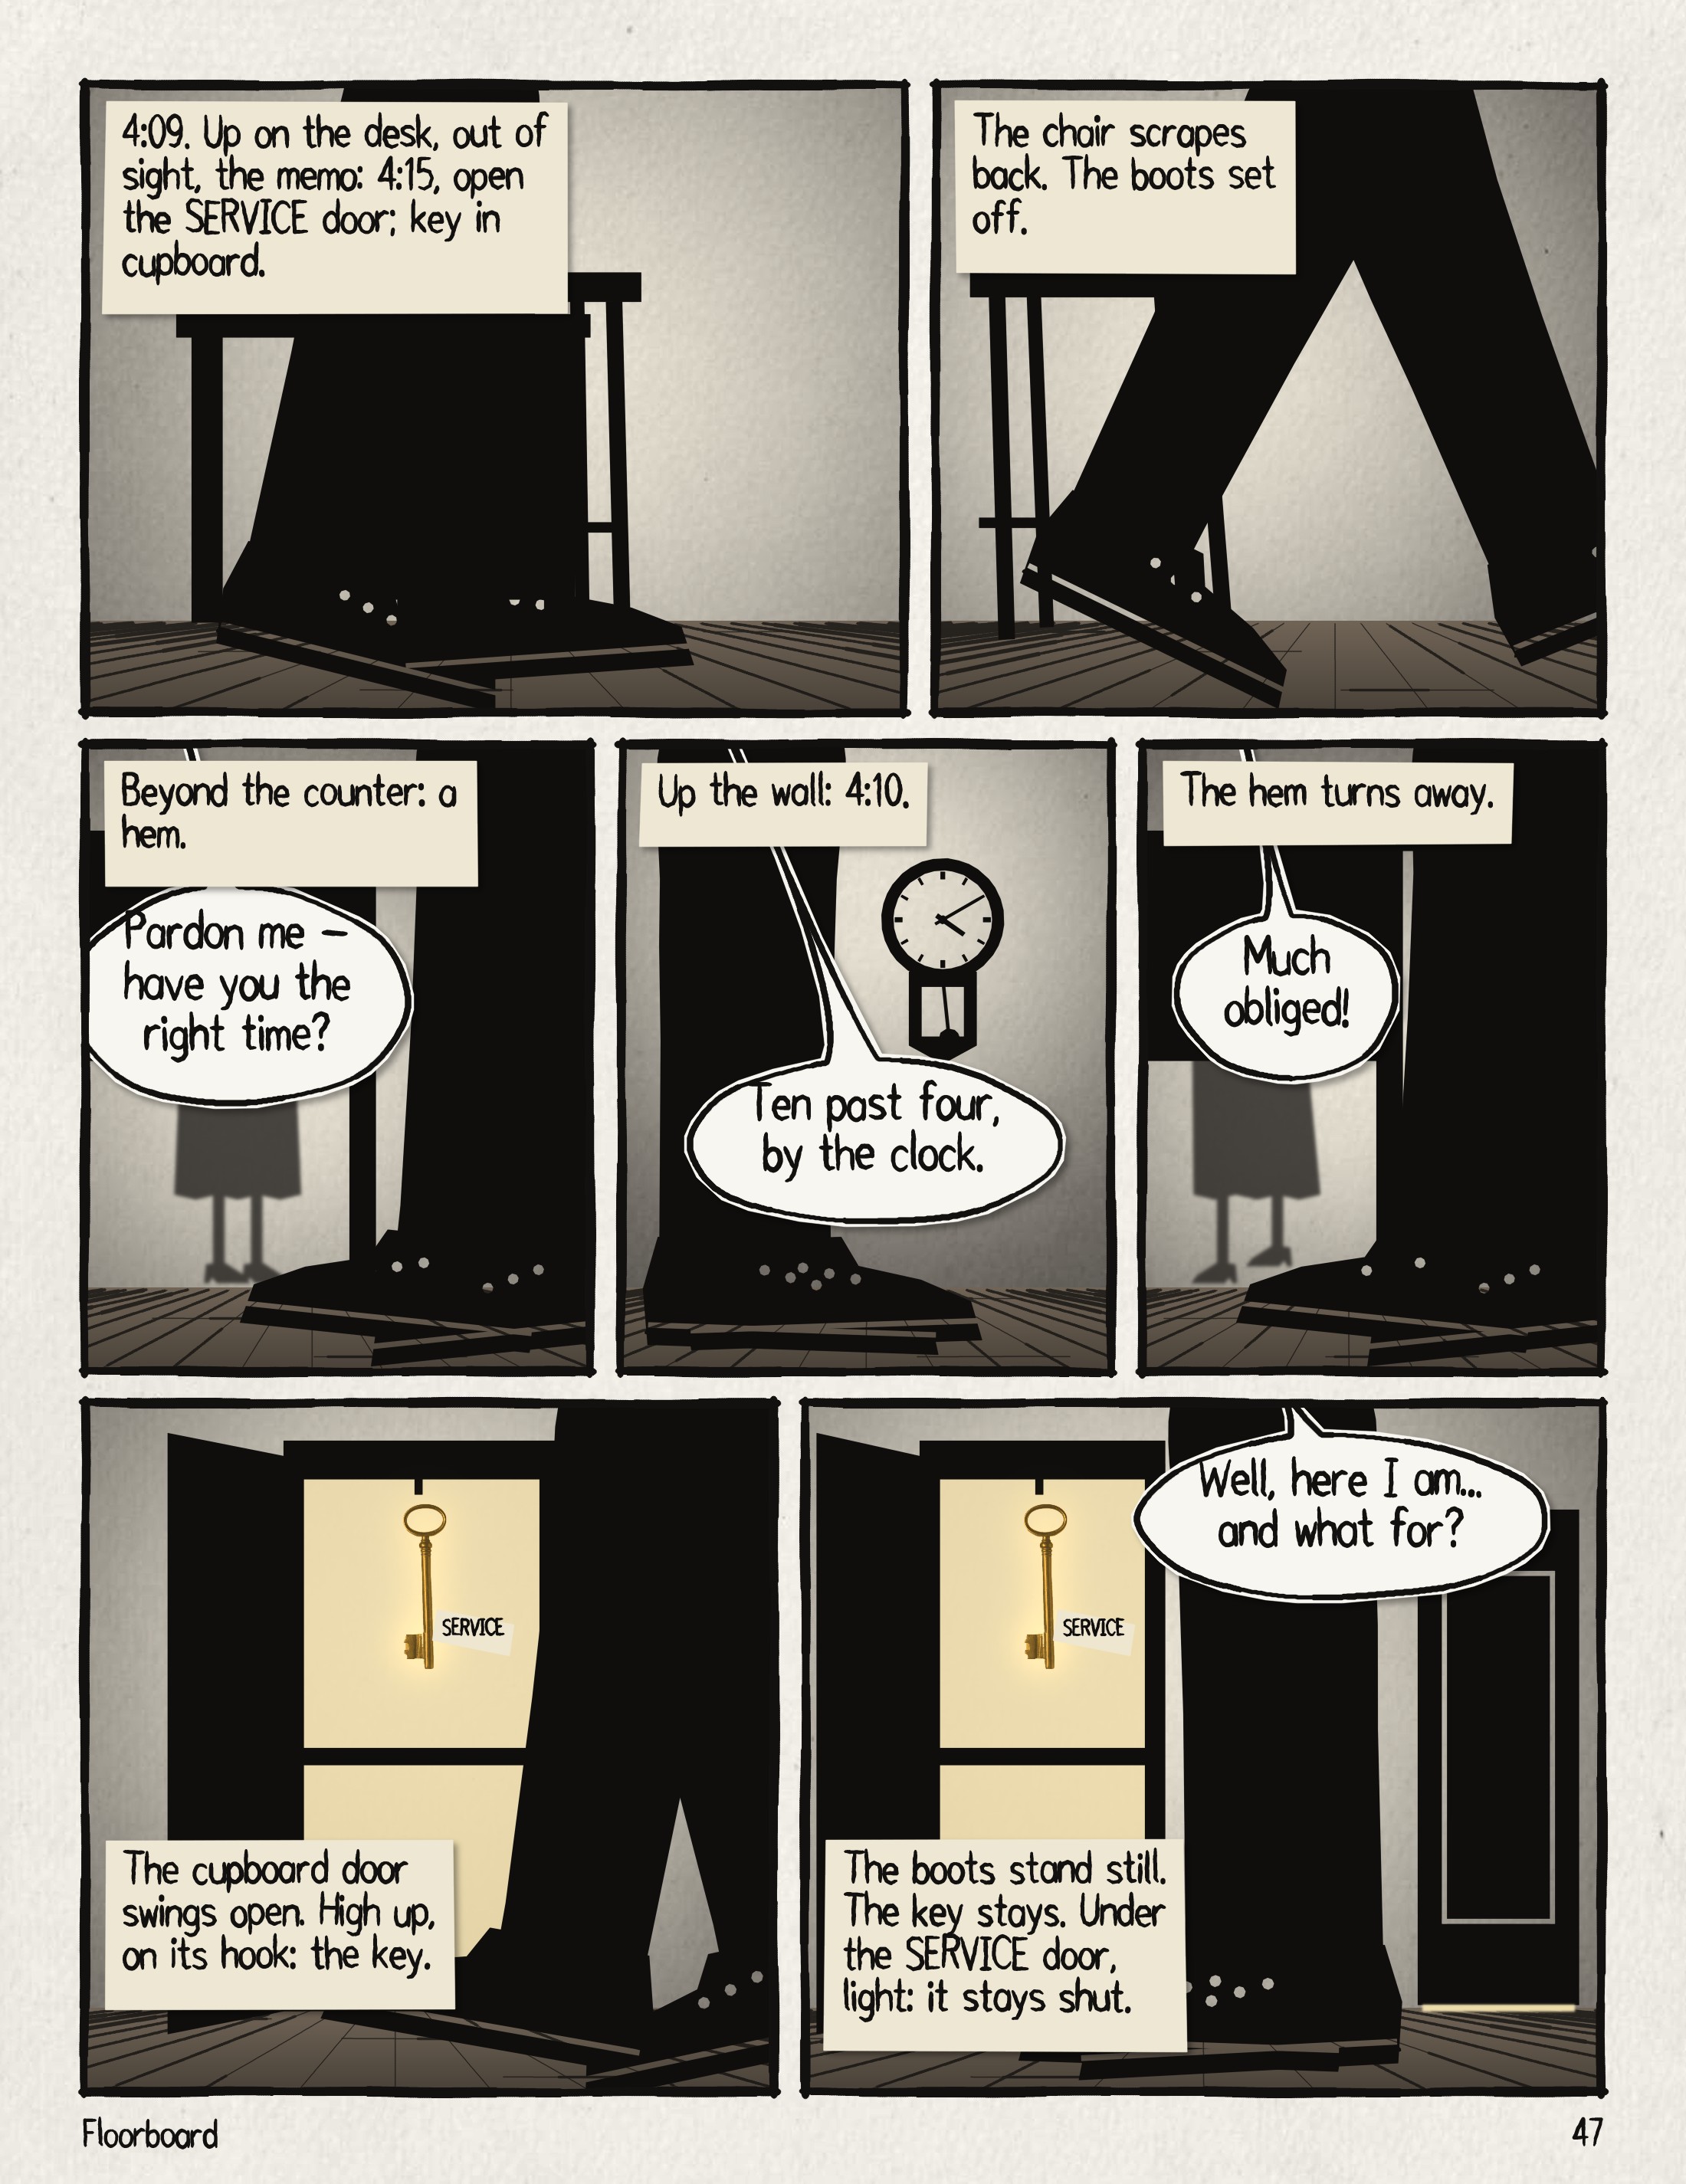 4:09. Up on the desk, out of
sight, the memo: 4:15, open
the SERVICE door; key in
cupboard.
The chair scrapes
back. The boots set
off.
Beyond the counter: a
hem.
Pardon me –
have you the
right time?
Up the wall: 4:10.
Ten past four,
by the clock.
The hem turns away.
Much
obliged!
SERVICE
The cupboard door
swings open. High up,
on its hook: the key.
Well, here I am...
and what for?
SERVICE
The boots stand still.
The key stays. Under
the SERVICE door,
light: it stays shut.
Floorboard
47